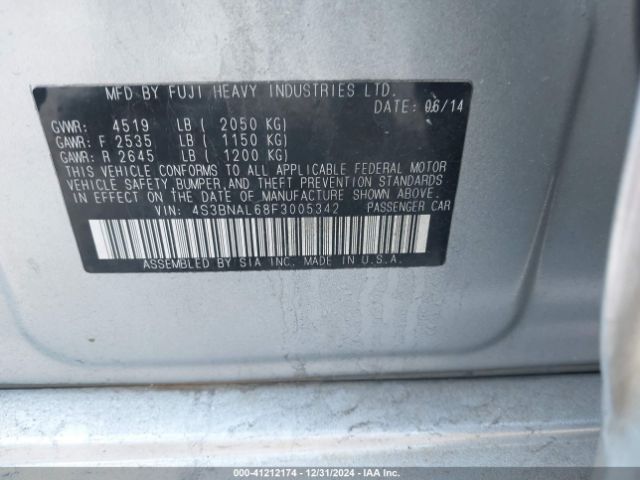 MFD BY FUJI HEAVY INDUSTRIES LTD.
DATE: 06/14
GVWR: 4519 LB ( 2050 KG)
GAWR: F 2535 LB ( 1150 KG)
GAWR: R 2645 LB ( 1200 KG)
THIS VEHICLE CONFORMS TO ALL APPLICABLE FEDERAL MOTOR
VEHICLE SAFETY, BUMPER, AND THEFT PREVENTION STANDARDS
IN EFFECT ON THE DATE OF MANUFACTURE SHOWN ABOVE.
VIN: 4S3BNAL68F3005342 PASSENGER CAR
ASSEMBLED BY SIA INC. MADE IN U.S.A.
000-41212174 - 12/31/2024 - IAA Inc.